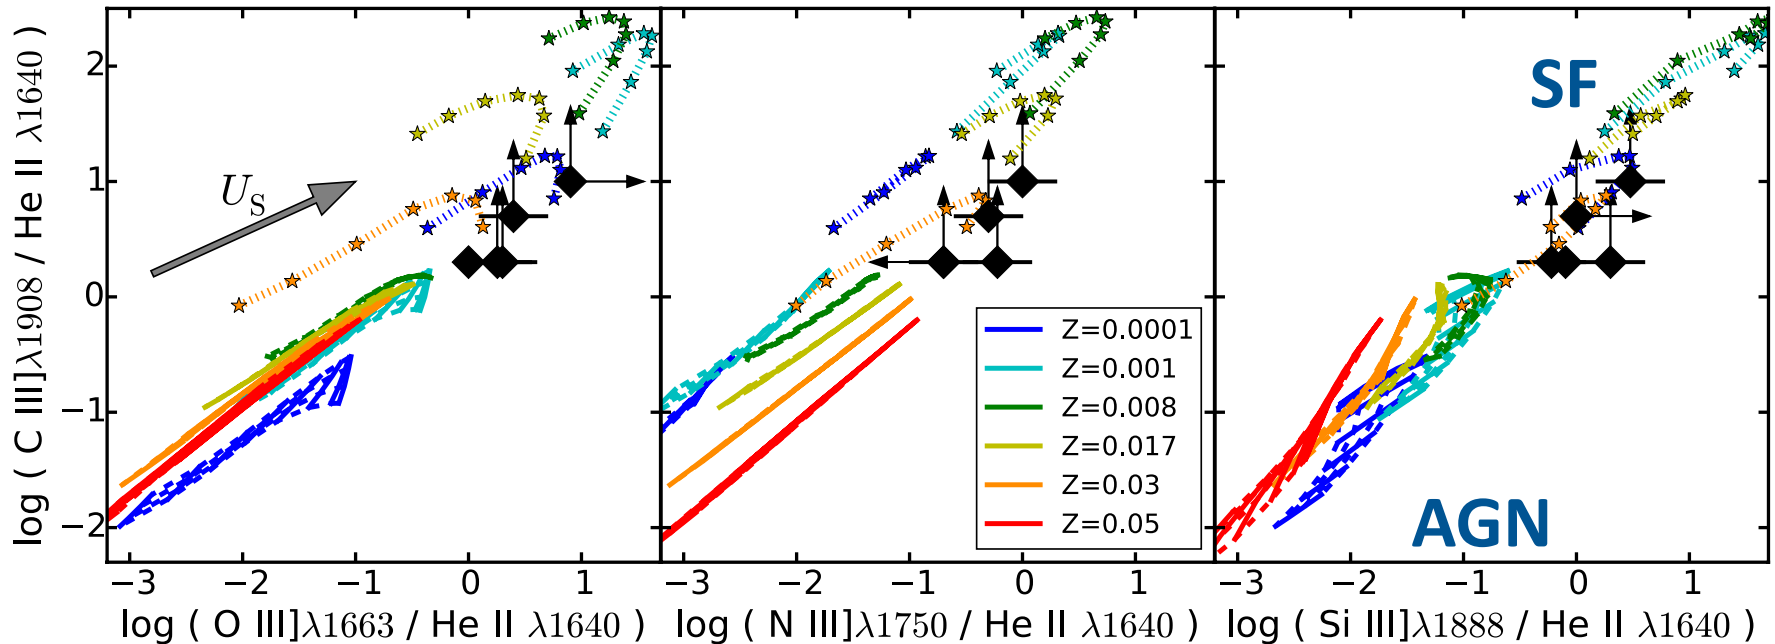 log ( C III]λ1908 / He II λ1640 )
2
1
0
−1
−2
U_S
SF
AGN
Z=0.0001
Z=0.001
Z=0.008
Z=0.017
Z=0.03
Z=0.05
−3 −2 −1 0 1 −3 −2 −1 0 1 −3 −2 −1 0 1
log ( O III]λ1663 / He II λ1640 ) log ( N III]λ1750 / He II λ1640 ) log ( Si III]λ1888 / He II λ1640 )